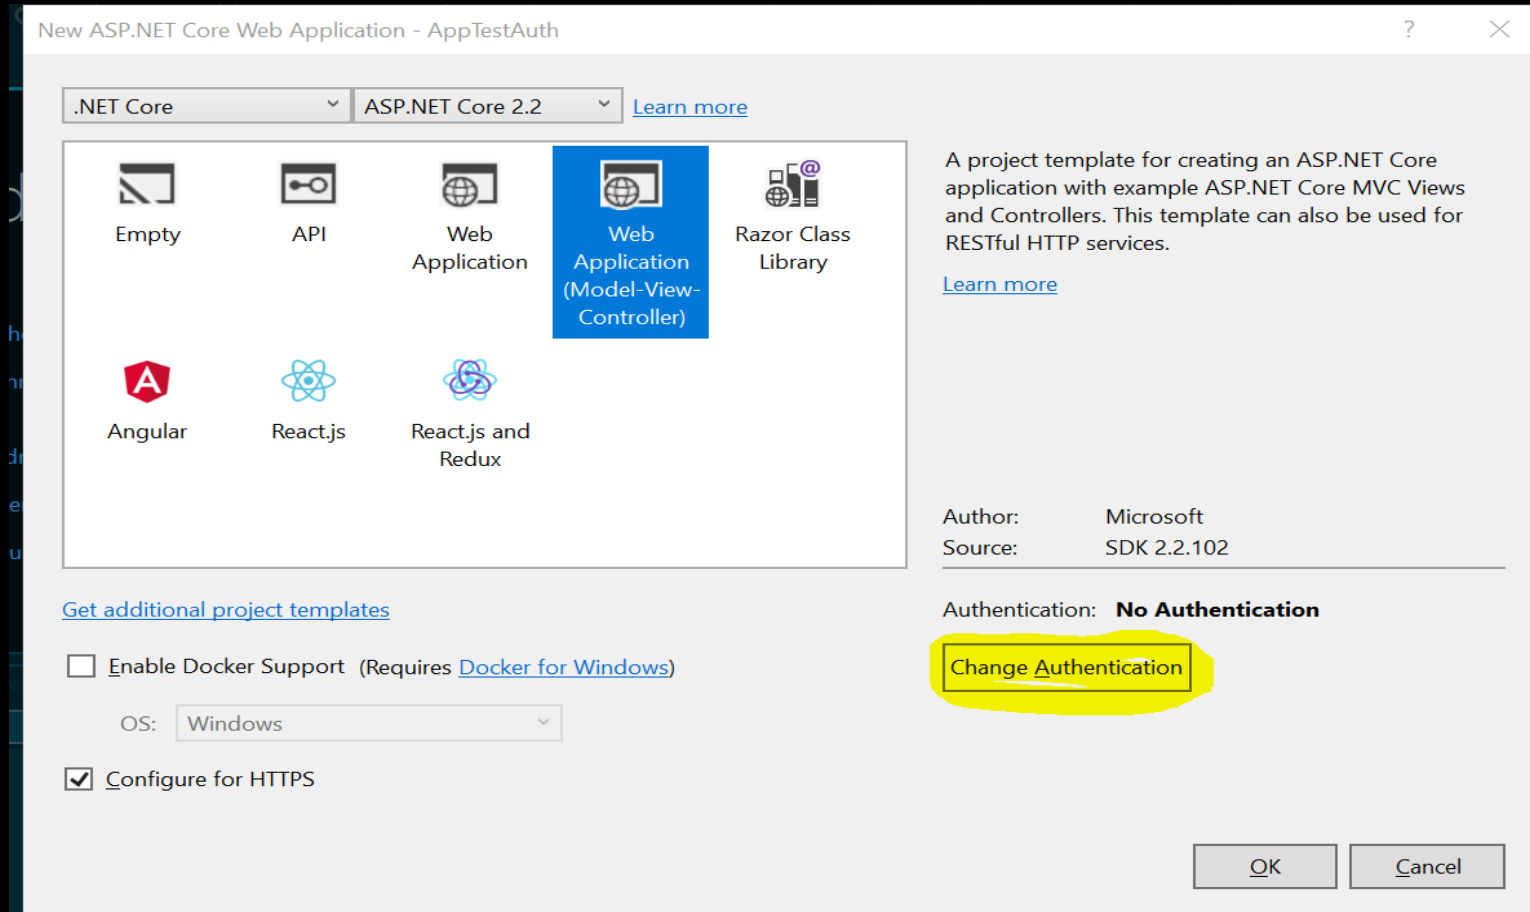 New ASP.NET Core Web Application - AppTestAuth
?
.NET Core
ASP.NET Core 2.2
Learn more
Empty
API
Web
Application
Web
Application
(Model-View-
Controller)
Razor Class
Library
Angular
React.js
React.js and
Redux
A project template for creating an ASP.NET Core
application with example ASP.NET Core MVC Views
and Controllers. This template can also be used for
RESTful HTTP services.
Learn more
Author: Microsoft
Source: SDK 2.2.102
Get additional project templates
Authentication: No Authentication
Enable Docker Support (Requires Docker for Windows)
Change Authentication
OS: Windows
Configure for HTTPS
OK
Cancel